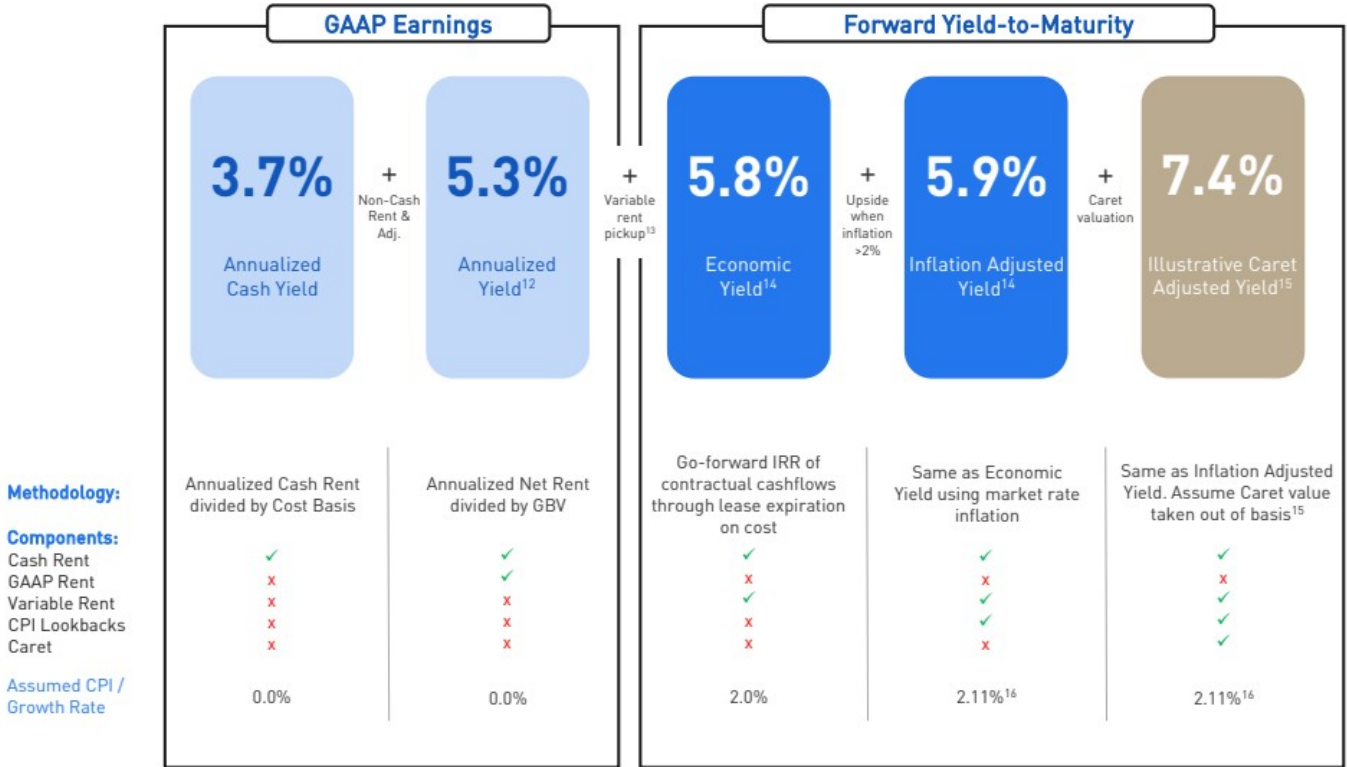 GAAP Earnings
Forward Yield-to-Maturity
3.7%
Annualized
Cash Yield
+
Non-Cash
Rent &
Adj.
5.3%
Annualized
Yield12
+
Variable
rent
pickup13
5.8%
Economic
Yield14
+
Upside
when
inflation
>2%
5.9%
Inflation Adjusted
Yield14
+
Caret
valuation
7.4%
Illustrative Caret
Adjusted Yield15
Methodology:
Annualized Cash Rent
divided by Cost Basis
Annualized Net Rent
divided by GBV
Go-forward IRR of
contractual cashflows
through lease expiration
on cost
Same as Economic
Yield using market rate
inflation
Same as Inflation Adjusted
Yield. Assume Caret value
taken out of basis15
Components:
Cash Rent ✓ ✓ ✓ ✓ ✓
GAAP Rent x ✓ x x x
Variable Rent x x ✓ ✓ ✓
CPI Lookbacks x x x ✓ ✓
Caret x x x x ✓
Assumed CPI /
Growth Rate
0.0% 0.0% 2.0% 2.11%16 2.11%16